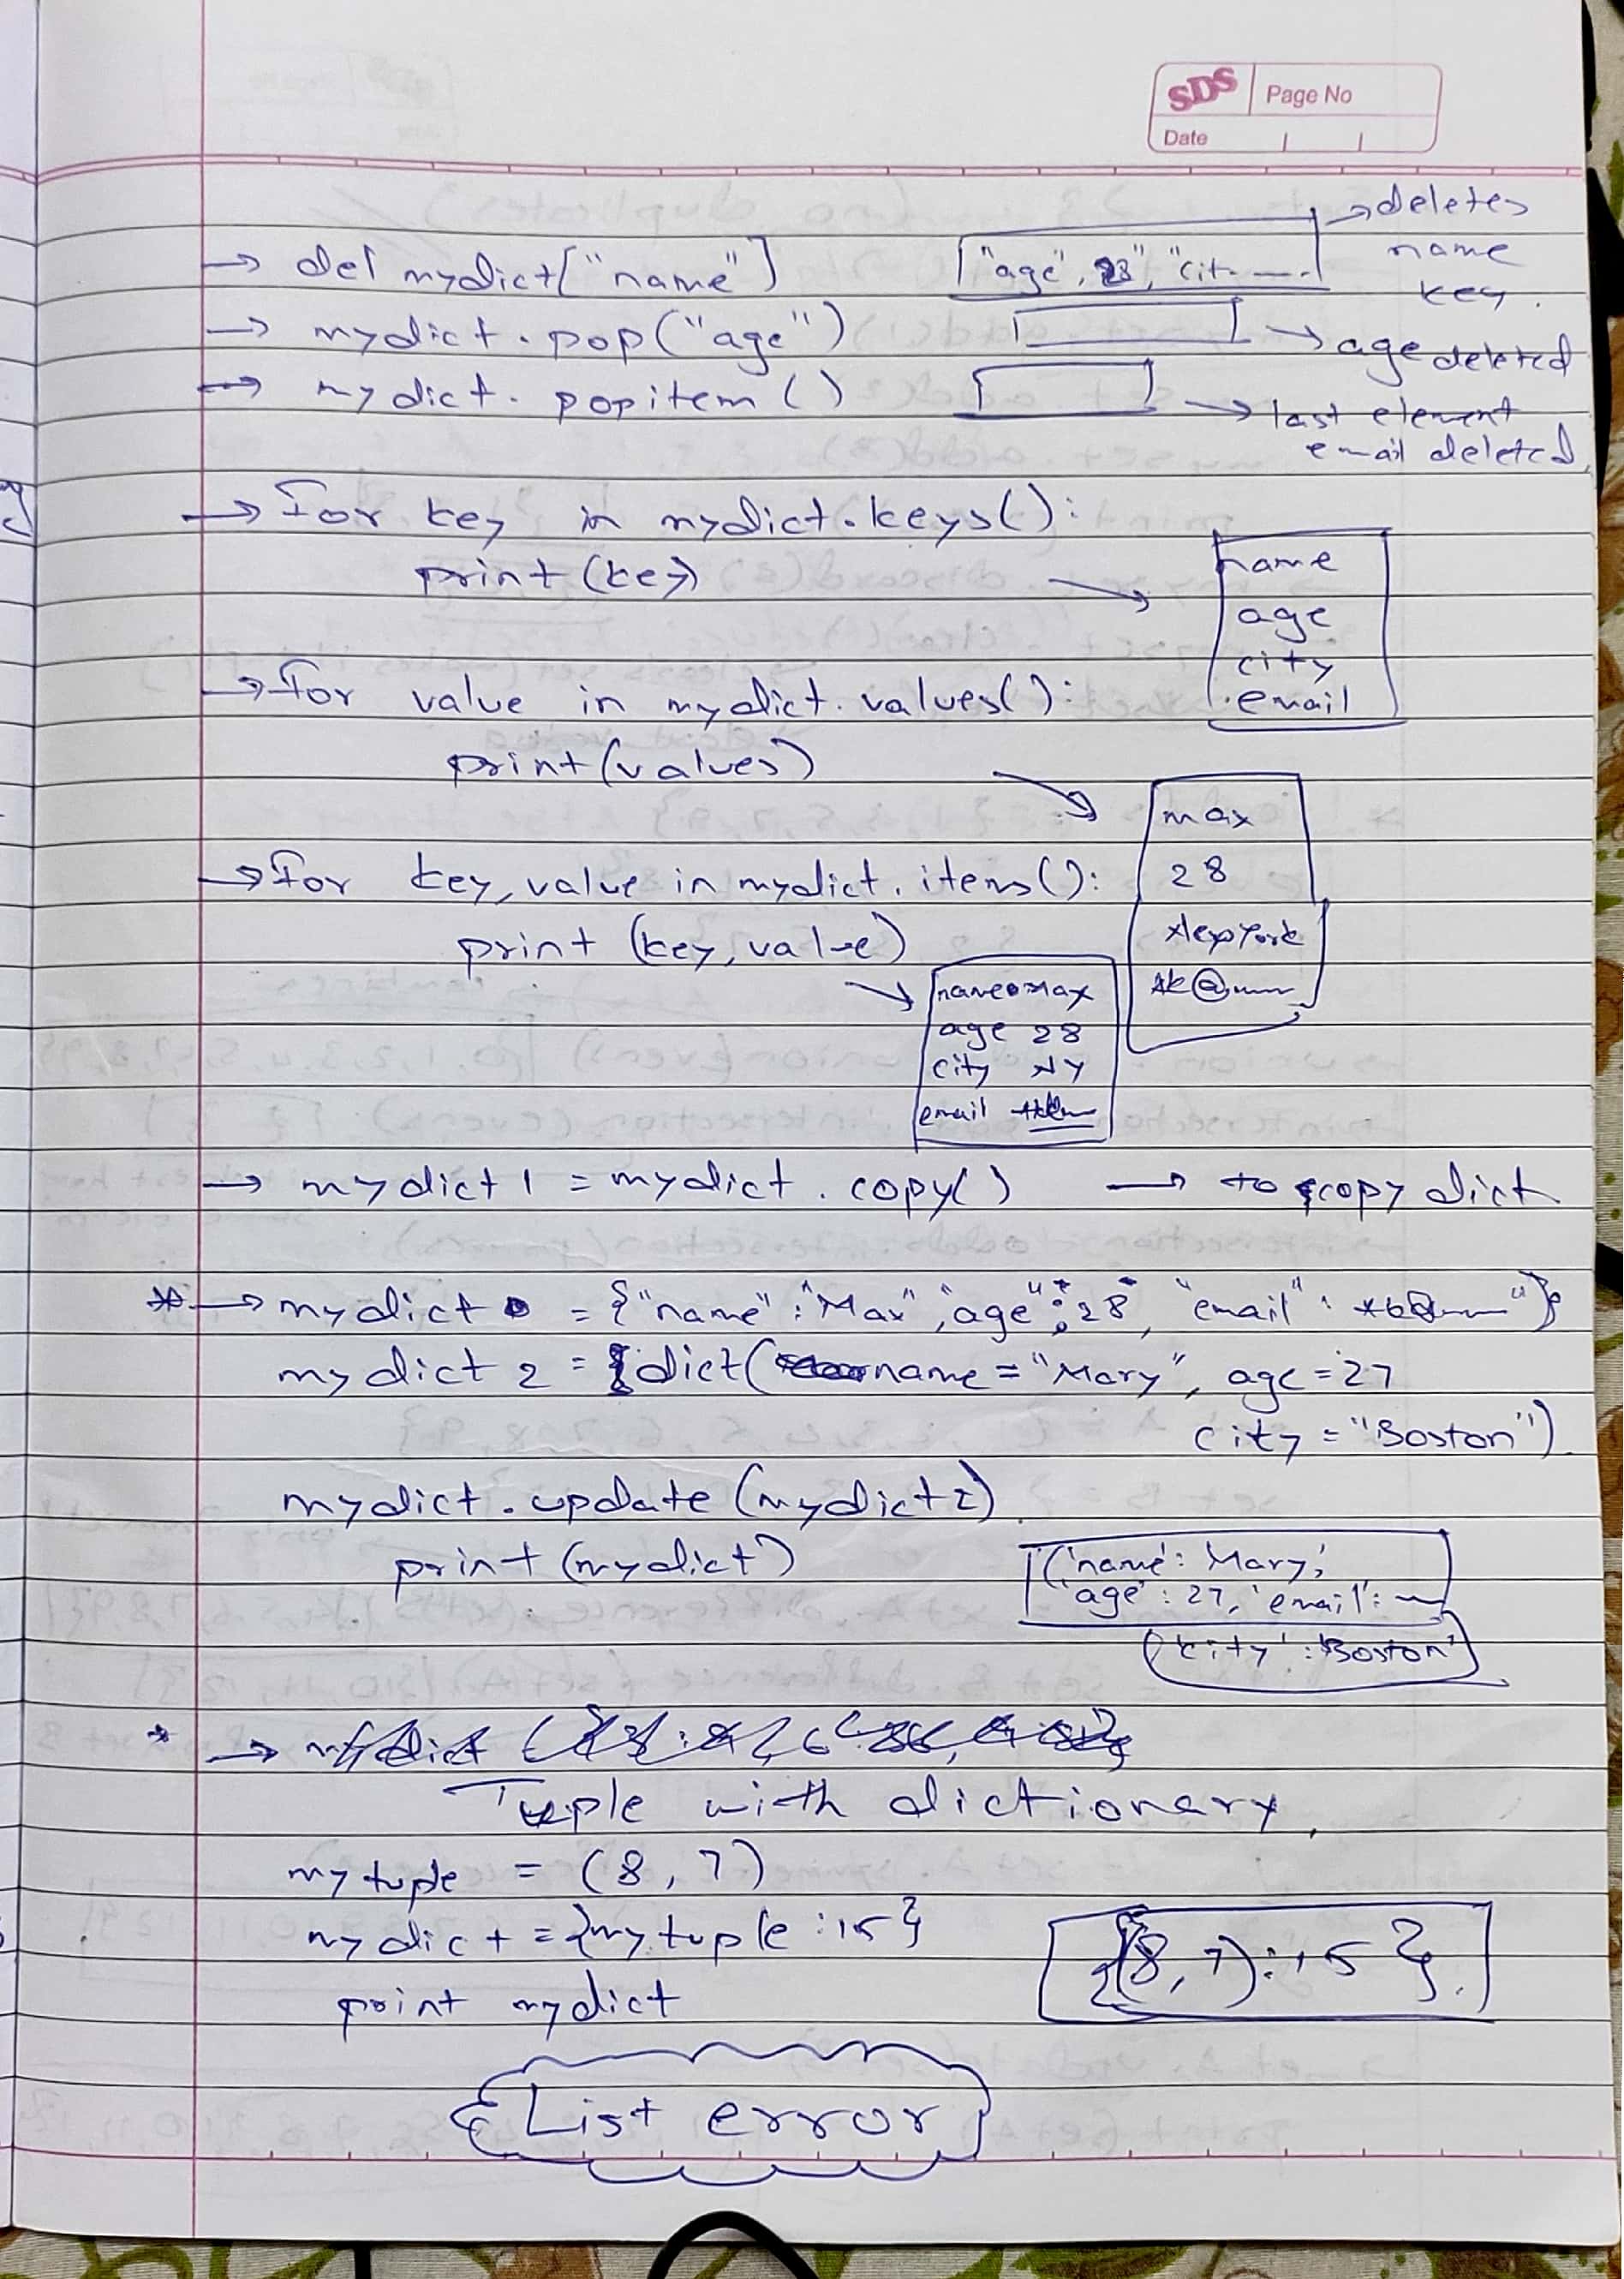 SDS Page No
Date
→ del mydict["name"] "age", 28", "cit → deletes
name
key.
→ mydict.pop("age") → age deleted
→ mydict.popitem() → last element
email deleted
→ For key in mydict.keys():
print(key) → name
age
city
email
→ For value in mydict.values():
print(values) → max
28
NewYork
→ For key, value in mydict.items():
print (key, value) → name max
age 28
city NY
email
→ mydict1 = mydict.copy() → to copy dict
* → mydict = {"name":"Max", "age":28, "email":
mydict 2 = dict(name="Mary", age=27
city="Boston")
mydict.update(mydict2)
print(mydict)
{'name': Mary,'
'age': 27, 'email':
'city':'Boston'
* →
Tuple with dictionary.
mytuple = (8, 7)
mydict = {mytuple:15}
print mydict
{(8, 7):15}
List error